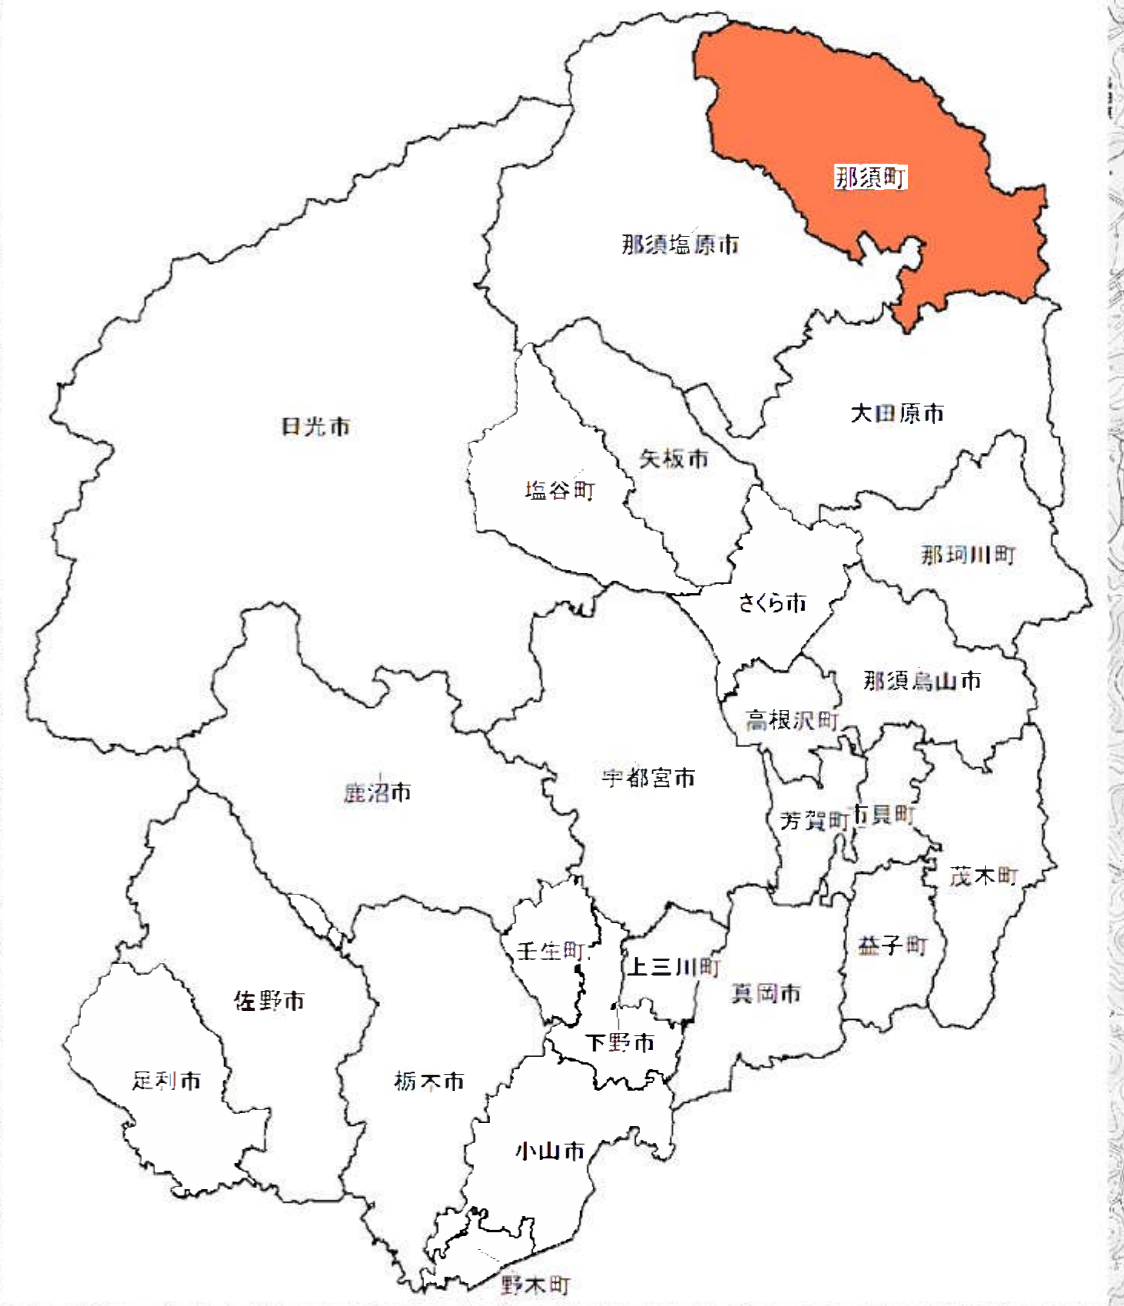 那須町
那須塩原市
大田原市
日光市
矢板市
塩谷町
那珂川町
さくら市
那須烏山市
高根沢町
宇都宮市
鹿沼市
芳賀町
市貝町
茂木町
益子町
壬生町
上三川町
真岡市
佐野市
下野市
足利市
栃木市
小山市
野木町